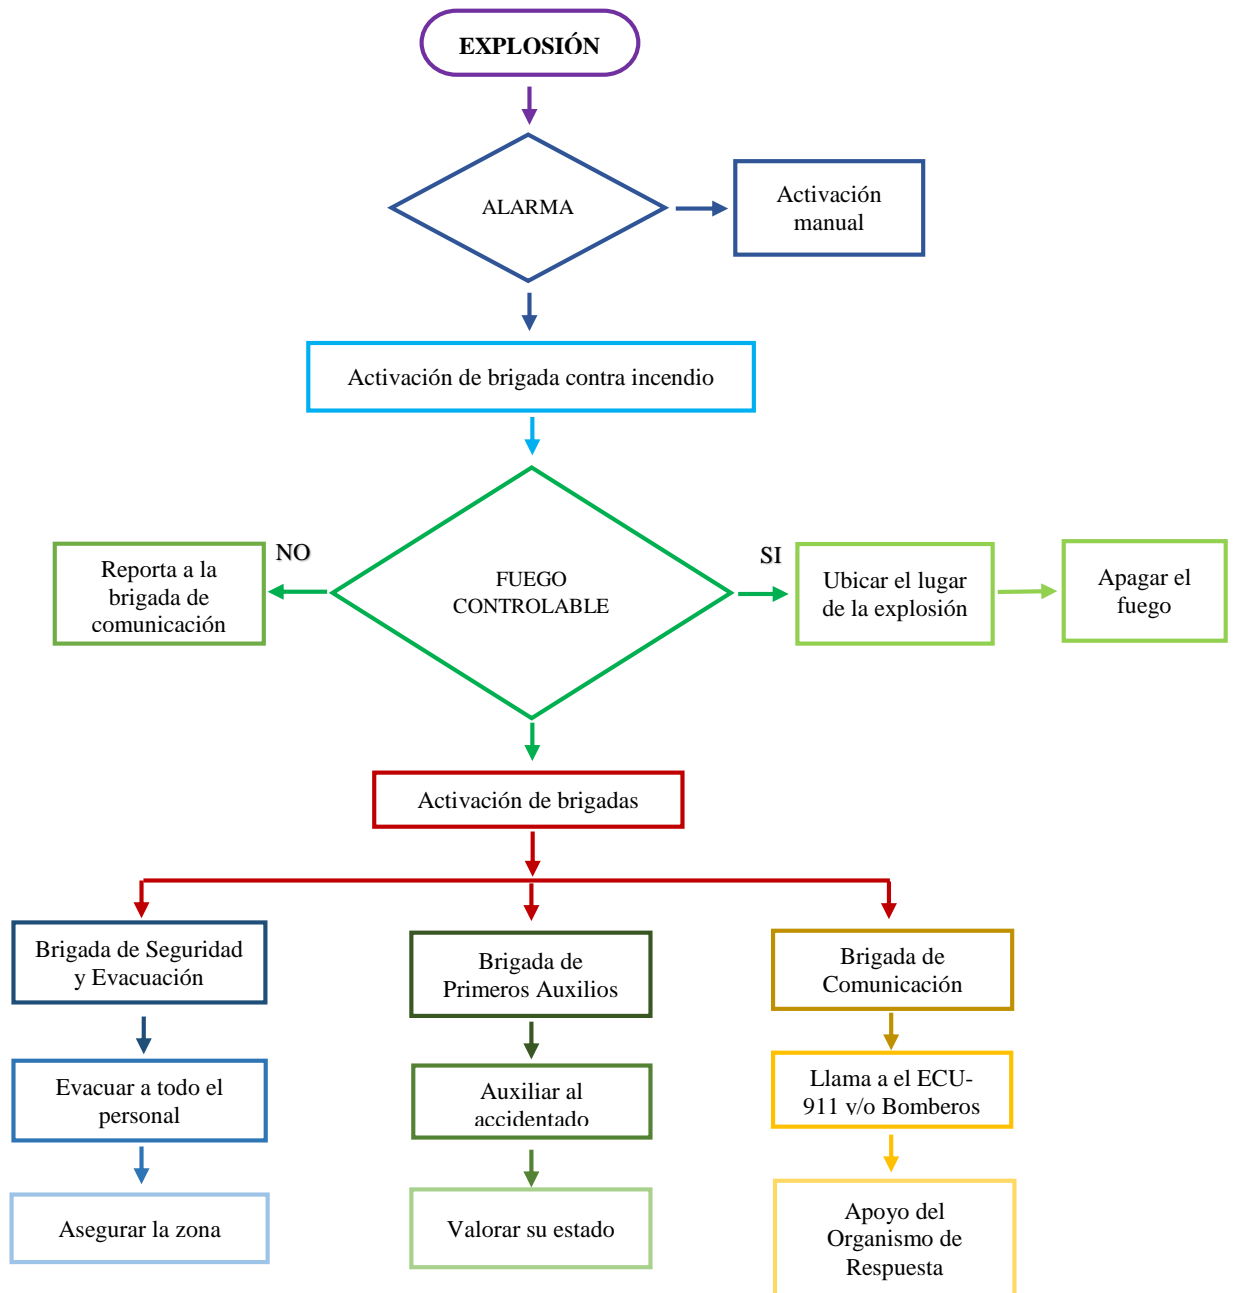 EXPLOSIÓN
ALARMA
Activación
manual
Activación de brigada contra incendio
NO
SI
Reporta a la
brigada de
comunicación
FUEGO
CONTROLABLE
Ubicar el lugar
de la explosión
Apagar el
fuego
Activación de brigadas
Brigada de Seguridad
y Evacuación
Brigada de
Primeros Auxilios
Brigada de
Comunicación
Evacuar a todo el
personal
Auxiliar al
accidentado
Llama a el ECU-
911 y/o Bomberos
Asegurar la zona
Valorar su estado
Apoyo del
Organismo de
Respuesta